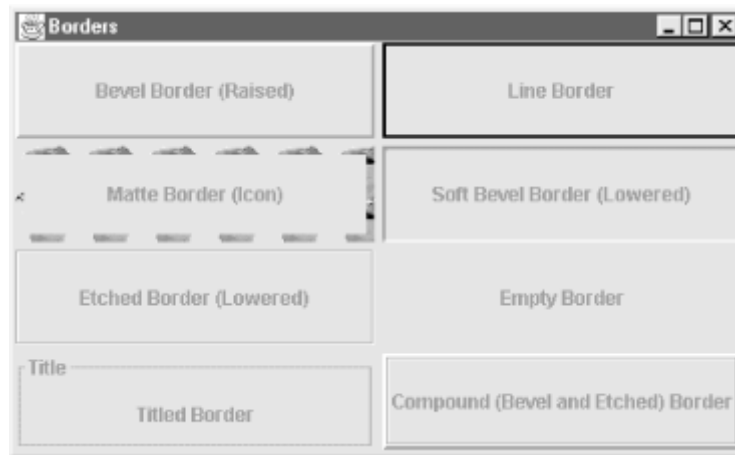 Borders
Bevel Border (Raised)
Line Border
Matte Border (Icon)
Soft Bevel Border (Lowered)
Etched Border (Lowered)
Empty Border
Title
Titled Border
Compound (Bevel and Etched) Border